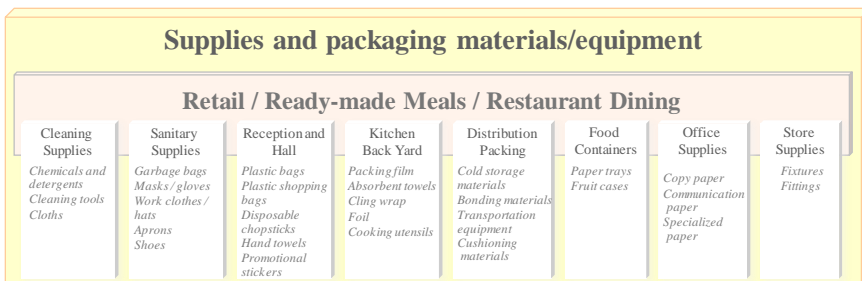 Supplies and packaging materials/equipment
Retail / Ready-made Meals / Restaurant Dining
Cleaning
Supplies
Chemicals and
detergents
Cleaning tools
Cloths
Sanitary
Supplies
Garbage bags
Masks / gloves
Work clothes /
hats
Aprons
Shoes
Reception and
Hall
Plastic bags
Plastic shopping
bags
Disposable
chopsticks
Hand towels
Promotional
stickers
Kitchen
Back Yard
Packing film
Absorbent towels
Cling wrap
Foil
Cooking utensils
Distribution
Packing
Cold storage
materials
Bonding materials
Transportation
equipment
Cushioning
materials
Food
Containers
Paper trays
Fruit cases
Office
Supplies
Copy paper
Communication
paper
Specialized
paper
Store
Supplies
Fixtures
Fittings